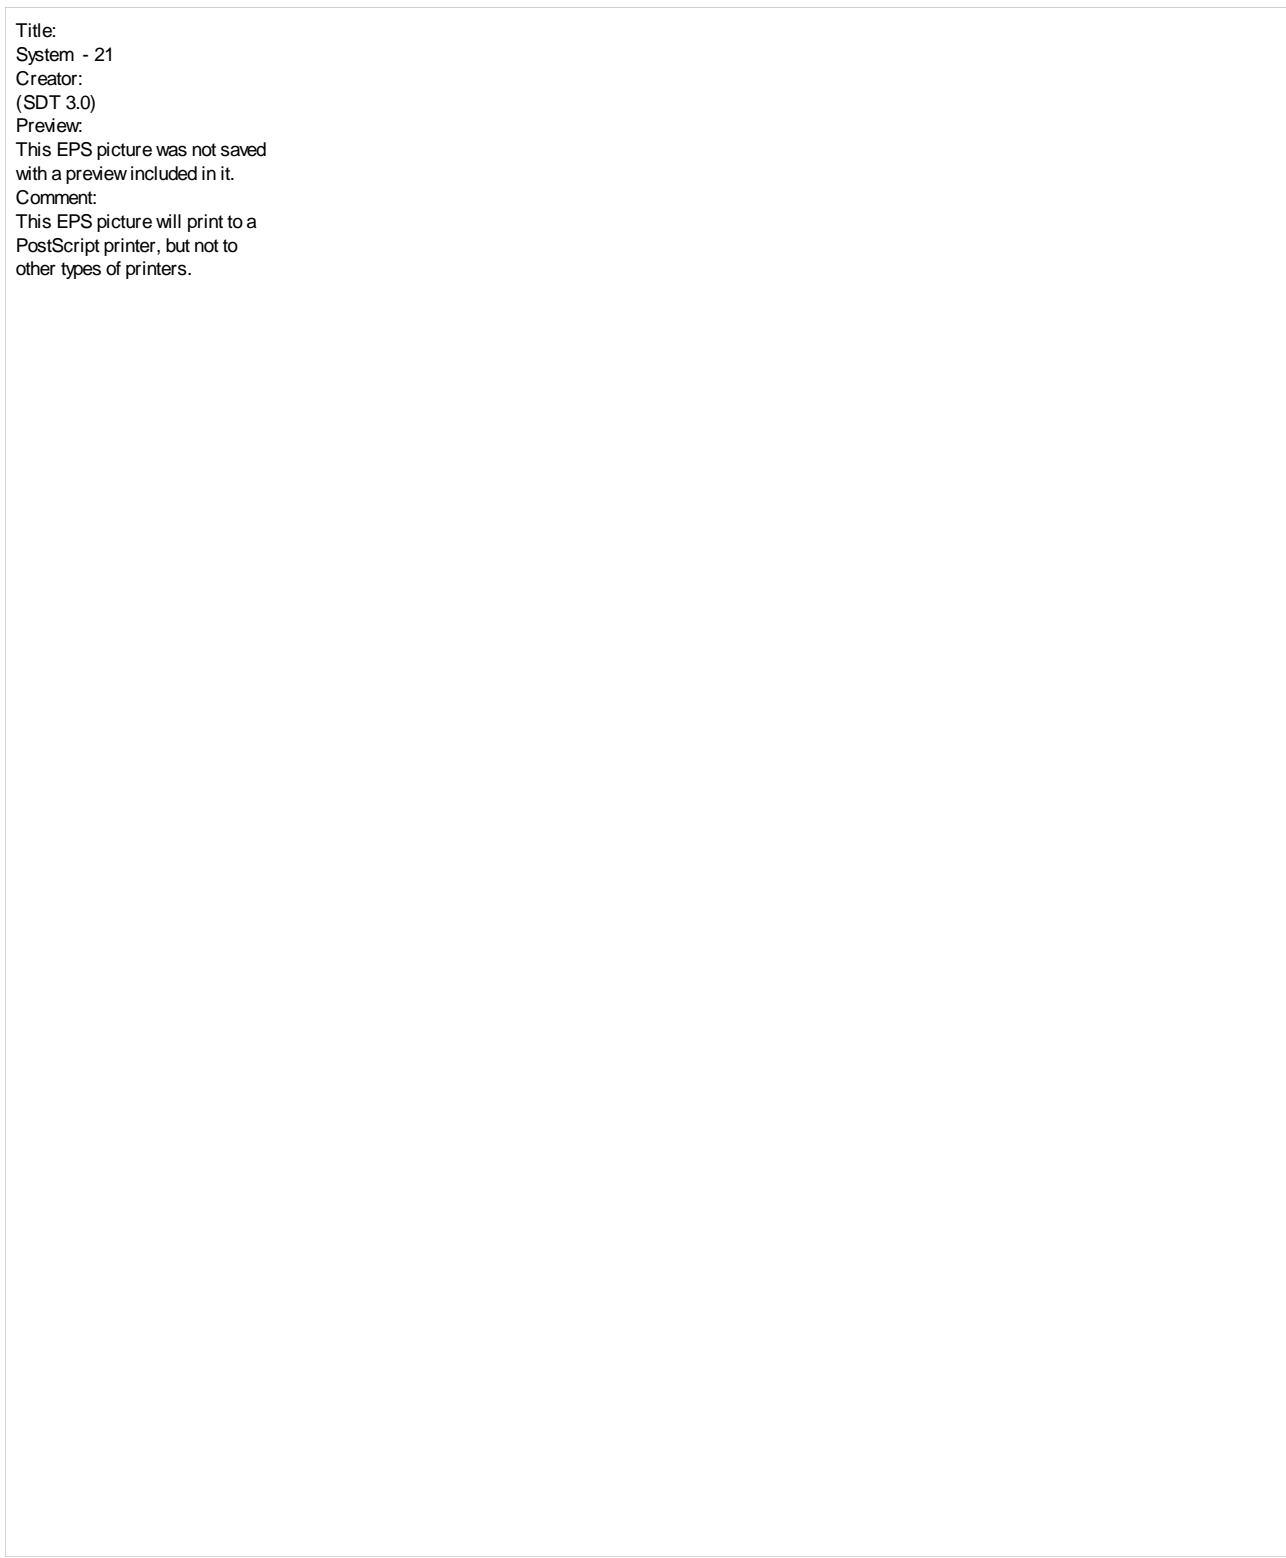 Title:
System - 21
Creator:
(SDT 3.0)
Preview:
This EPS picture was not saved
with a preview included in it.
Comment:
This EPS picture will print to a
PostScript printer, but not to
other types of printers.